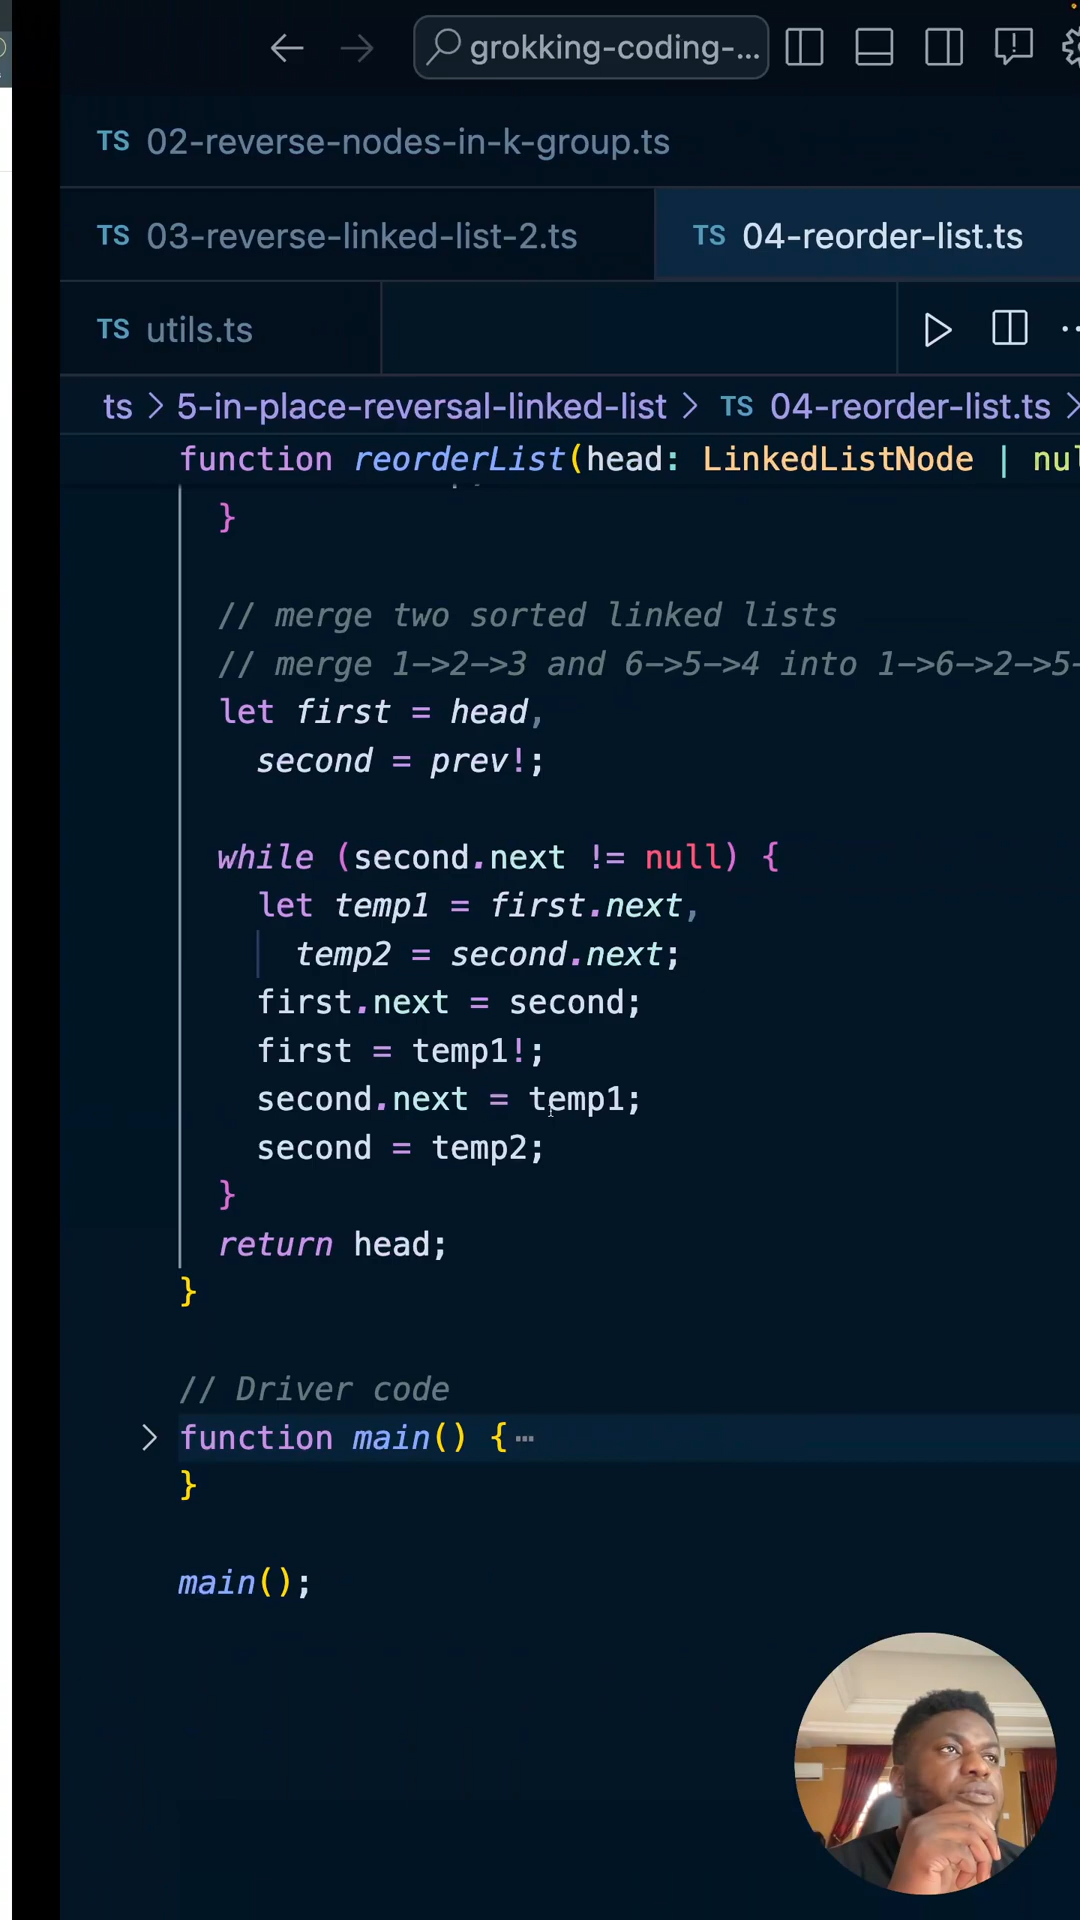 grokking-coding-...
TS 02-reverse-nodes-in-k-group.ts
TS 03-reverse-linked-list-2.ts TS 04-reorder-list.ts
TS utils.ts
ts > 5-in-place-reversal-linked-list > TS 04-reorder-list.ts >
function reorderList(head: LinkedListNode | nul
}
// merge two sorted linked lists
// merge 1->2->3 and 6->5->4 into 1->6->2->5-
let first = head,
second = prev!;
while (second.next != null) {
let temp1 = first.next,
temp2 = second.next;
first.next = second;
first = temp1!;
second.next = temp1;
second = temp2;
}
return head;
}
// Driver code
function main() {…
}
main();